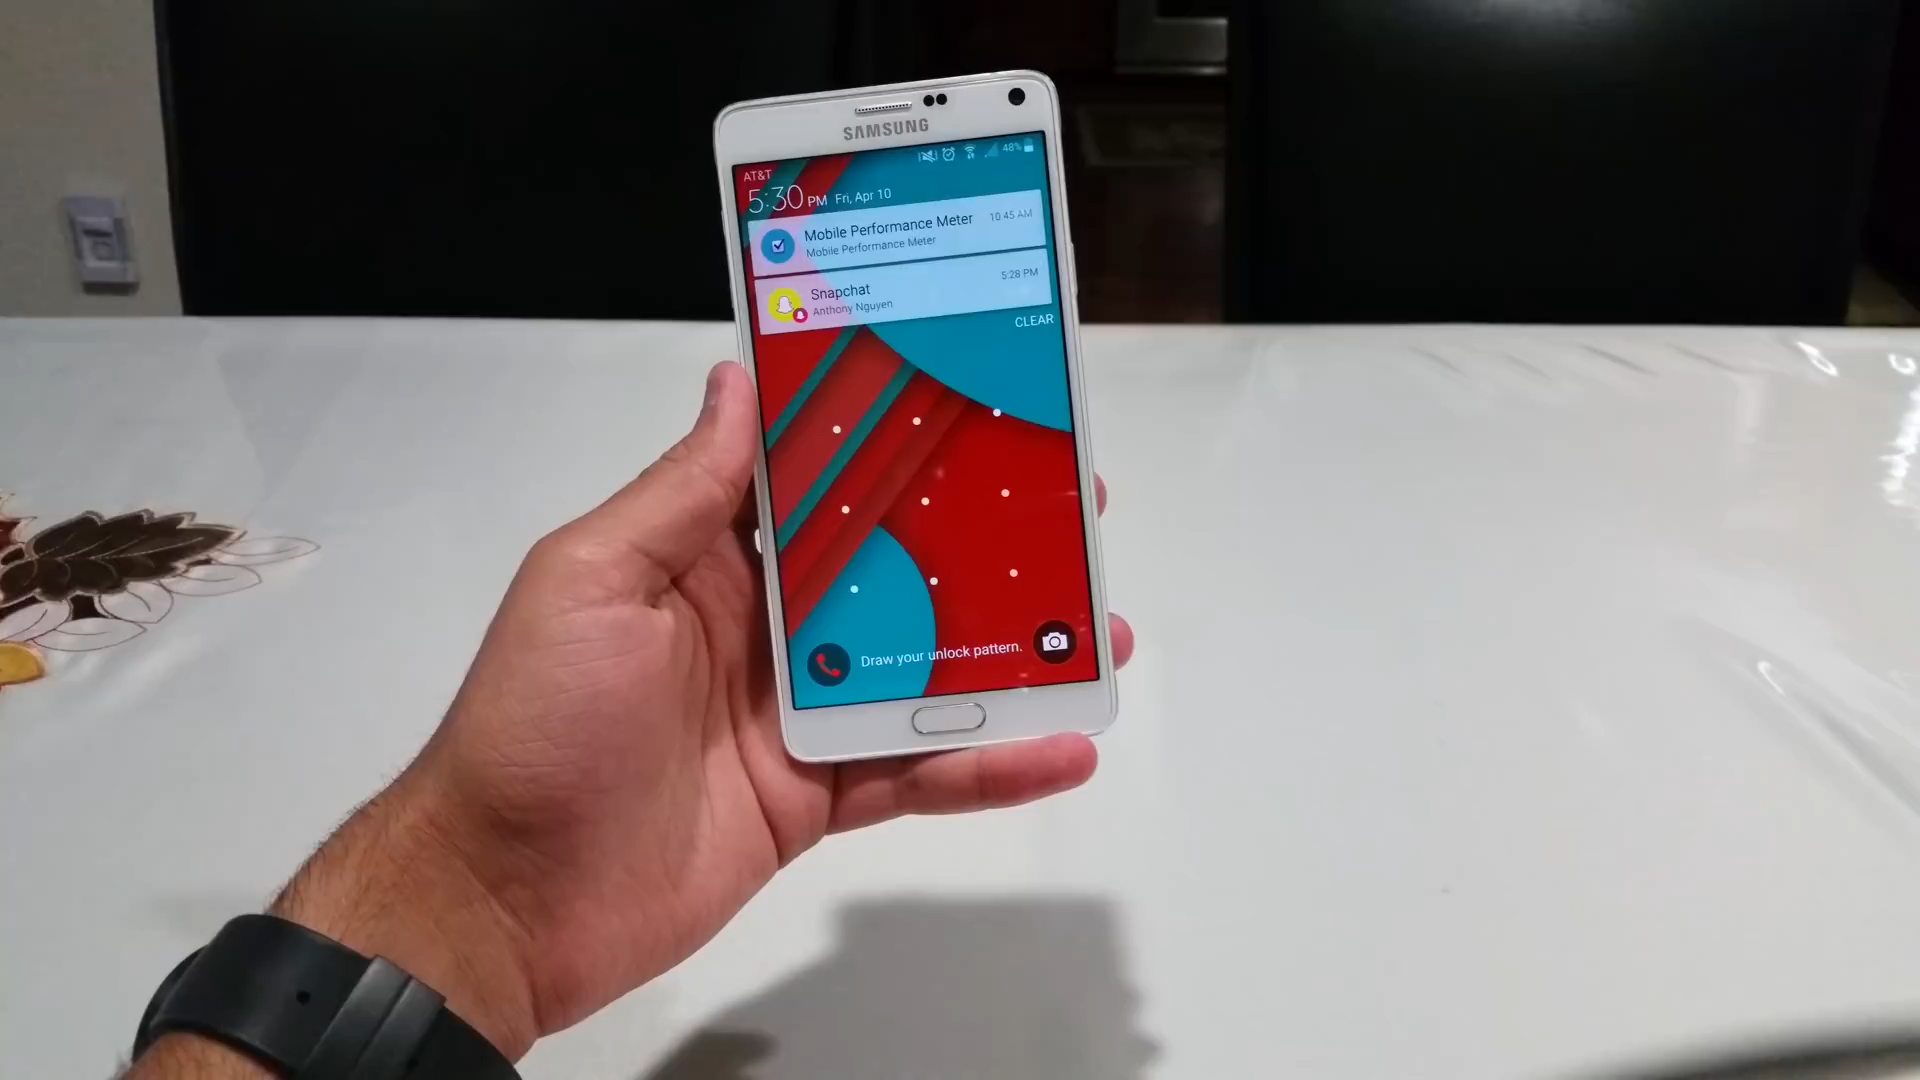 SAMSUNG
48%
AT&T
5:30 PM Fri, Apr 10
Mobile Performance Meter 10:45 AM
Mobile Performance Meter
Snapchat 5:28 PM
Anthony Nguyen
CLEAR
Draw your unlock pattern.